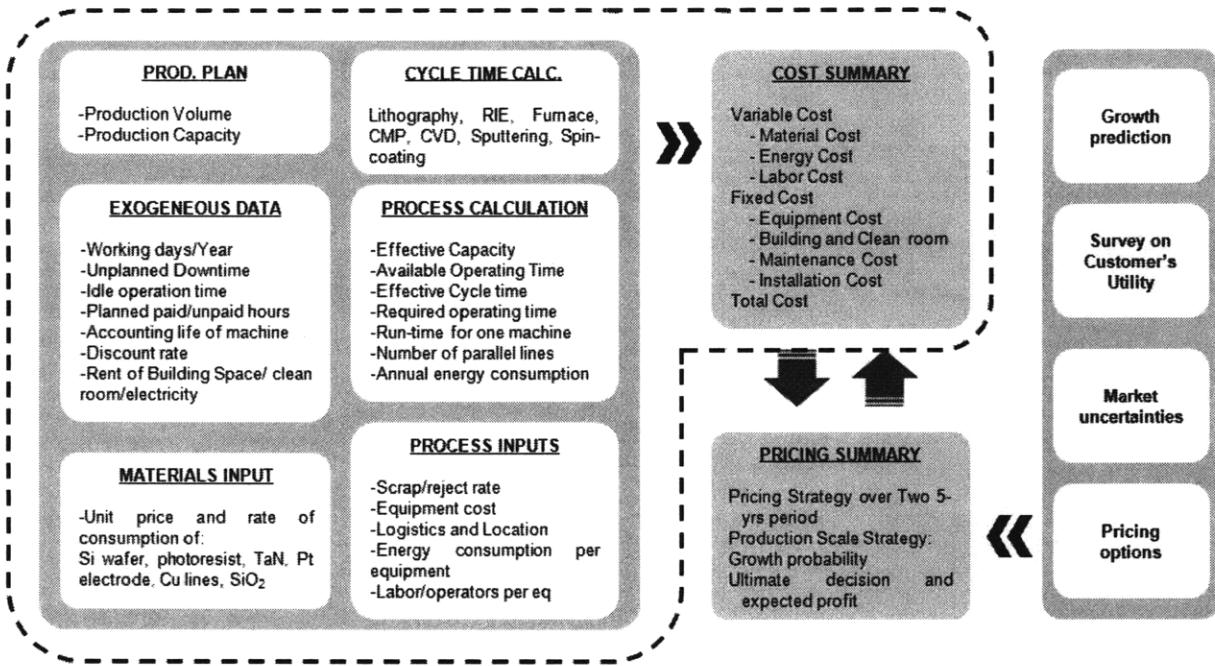 PROD. PLAN
-Production Volume
-Production Capacity
CYCLE TIME CALC.
Lithography, RIE, Furnace,
CMP, CVD, Sputtering, Spin-
coating
EXOGENEOUS DATA
-Working days/Year
-Unplanned Downtime
-Idle operation time
-Planned paid/unpaid hours
-Accounting life of machine
-Discount rate
-Rent of Building Space/ clean
room/electricity
PROCESS CALCULATION
-Effective Capacity
-Available Operating Time
-Effective Cycle time
-Required operating time
-Run-time for one machine
-Number of parallel lines
-Annual energy consumption
MATERIALS INPUT
-Unit price and rate of
consumption of:
Si wafer, photoresist, TaN, Pt
electrode, Cu lines, SiO₂
PROCESS INPUTS
-Scrap/reject rate
-Equipment cost
-Logistics and Location
-Energy consumption per
equipment
-Labor/operators per eq
COST SUMMARY
Variable Cost
- Material Cost
- Energy Cost
- Labor Cost
Fixed Cost
- Equipment Cost
- Building and Clean room
- Maintenance Cost
- Installation Cost
Total Cost
PRICING SUMMARY
Pricing Strategy over Two 5-
yrs period
Production Scale Strategy:
Growth probability
Ultimate decision and
expected profit
Growth
prediction
Survey on
Customer's
Utility
Market
uncertainties
Pricing
options